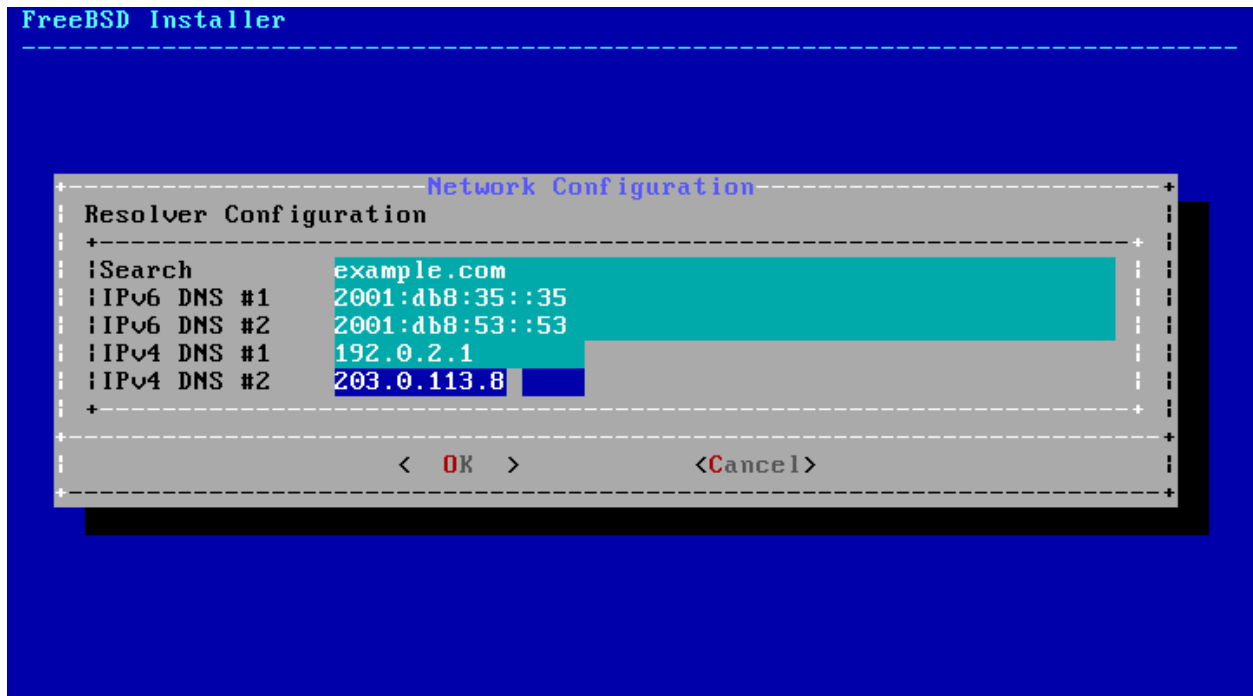 FreeBSD Installer
Network Configuration
Resolver Configuration
Search example.com
IPv6 DNS #1 2001:db8:35::35
IPv6 DNS #2 2001:db8:53::53
IPv4 DNS #1 192.0.2.1
IPv4 DNS #2 203.0.113.8
< OK > <Cancel>